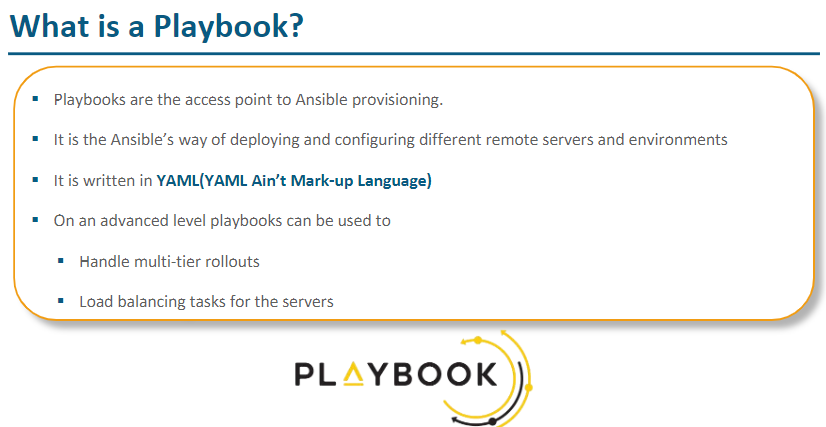 What is a Playbook?
▪ Playbooks are the access point to Ansible provisioning.
▪ It is the Ansible's way of deploying and configuring different remote servers and environments
▪ It is written in YAML(YAML Ain't Mark-up Language)
▪ On an advanced level playbooks can be used to
▪ Handle multi-tier rollouts
▪ Load balancing tasks for the servers
PLAYBOOK